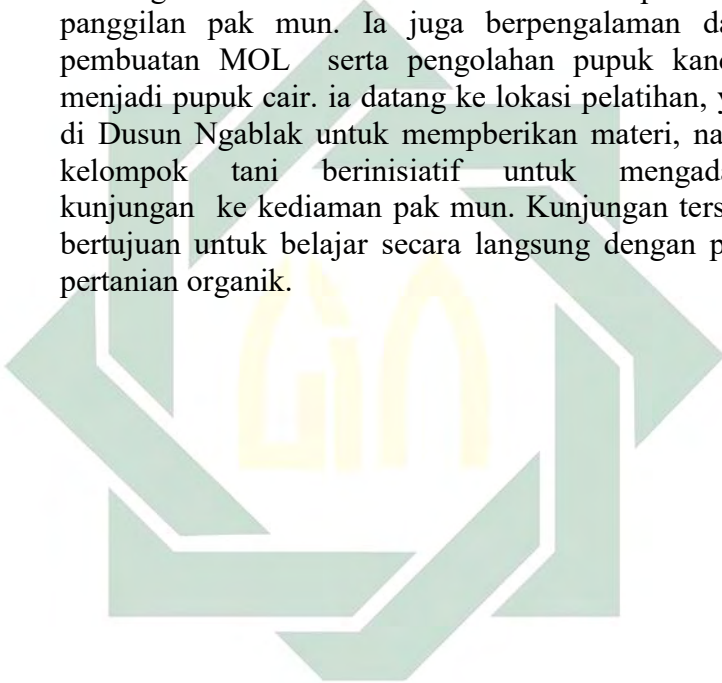 panggilan pak mun. Ia juga berpengalaman da
pembuatan MOL serta pengolahan pupuk kand
menjadi pupuk cair. ia datang ke lokasi pelatihan, y
di Dusun Ngablak untuk mempberikan materi, na
kelompok tani berinisiatif untuk mengada
kunjungan ke kediaman pak mun. Kunjungan ters
bertujuan untuk belajar secara langsung dengan p
pertanian organik.